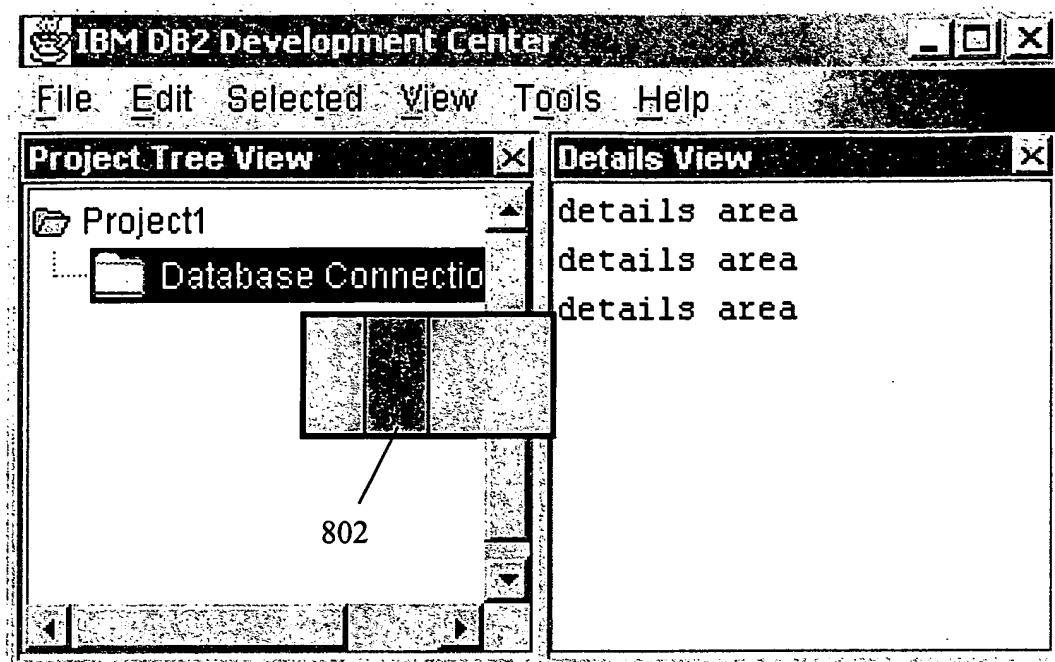 IBM DB2 Development Center
File Edit Selected View Tools Help
Project Tree View
Details View
Project1
Database Connectio
details area
details area
details area
802